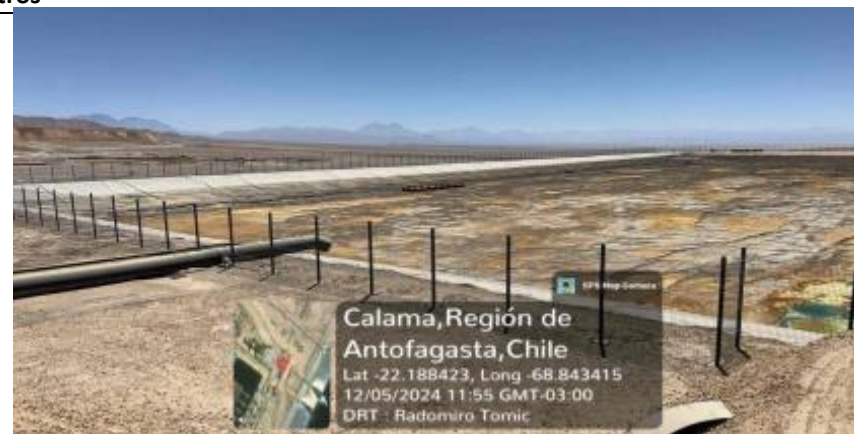 GPS Map Camera
Calama,Región de
Antofagasta,Chile
Lat -22.188423, Long -68.843415
12/05/2024 11:55 GMT-03:00
DRT : Radomiro Tomic